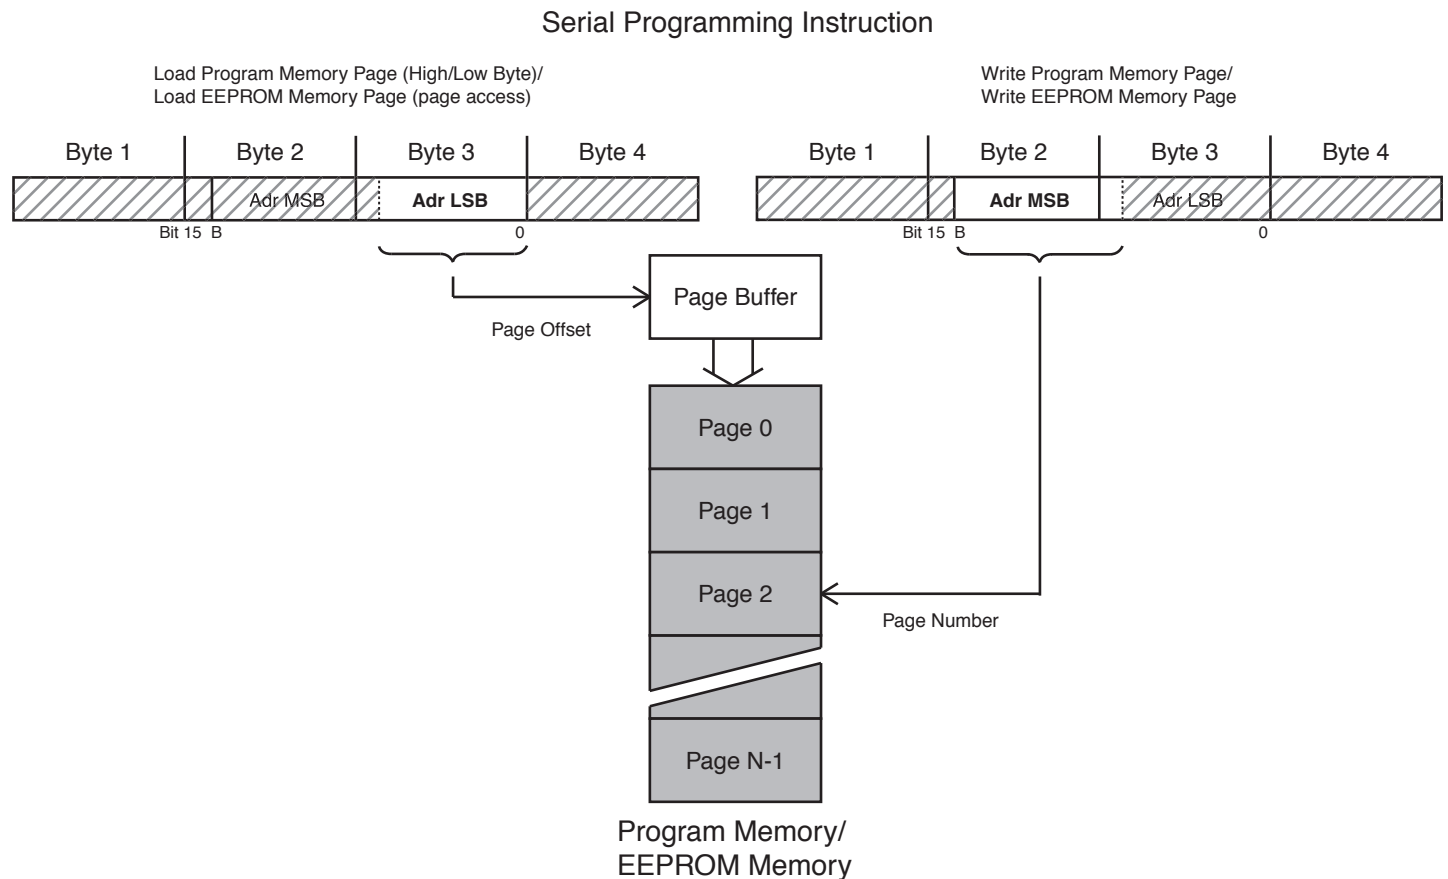 Serial Programming Instruction
Load Program Memory Page (High/Low Byte)/
Load EEPROM Memory Page (page access)
Write Program Memory Page/
Write EEPROM Memory Page
Byte 1 Byte 2 Byte 3 Byte 4
Byte 1 Byte 2 Byte 3 Byte 4
Adr MSB Adr LSB
Adr MSB Adr LSB
Bit 15 B 0
Bit 15 B 0
Page Buffer
Page Offset
Page 0
Page 1
Page 2
Page Number
Page N-1
Program Memory/
EEPROM Memory